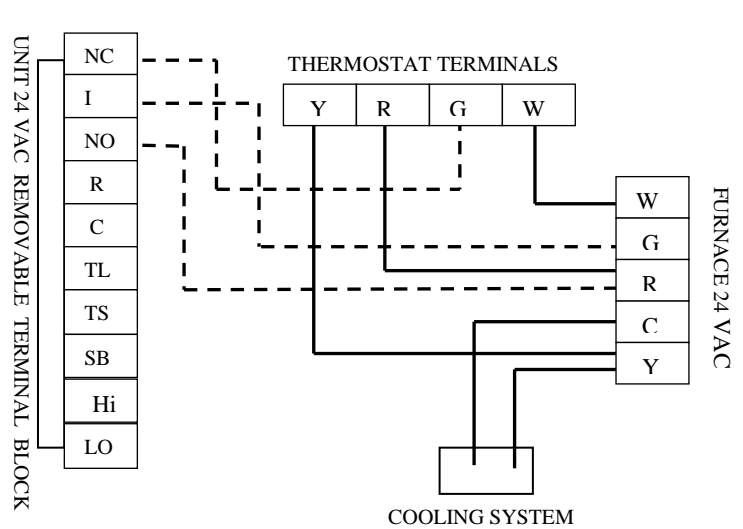 UNIT 24 VAC REMOVABLE TERMINAL BLOCK
NC
I
NO
R
C
TL
TS
SB
Hi
LO
THERMOSTAT TERMINALS
Y R G W
W
G
R
C
Y
FURNACE 24 VAC
COOLING SYSTEM